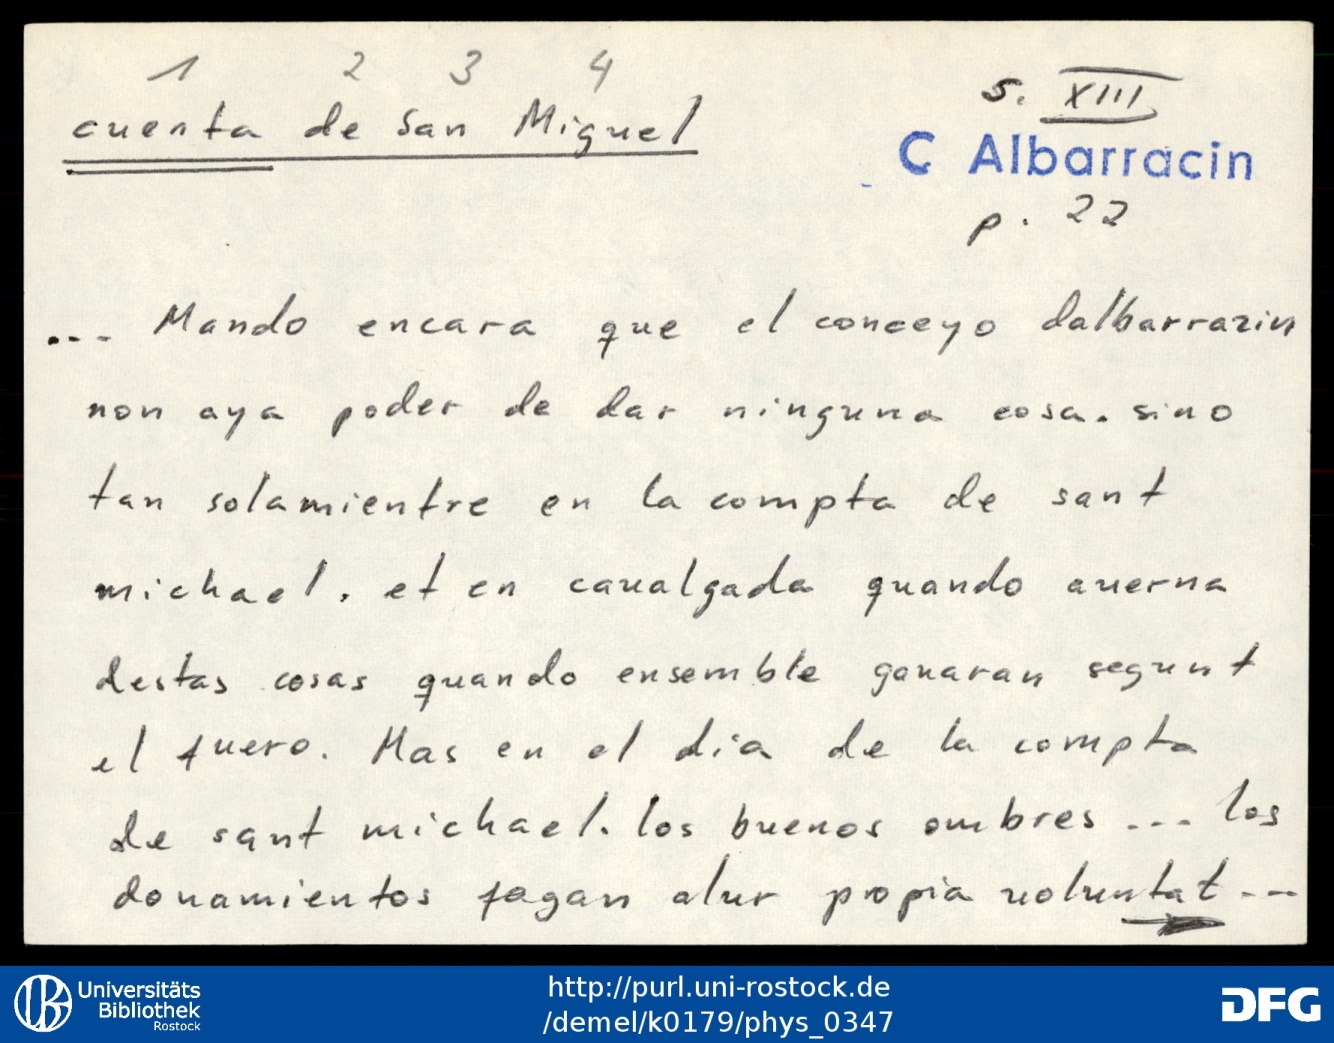 1 2 3 4
cuenta de San Miguel
s. XIII
C Albarracin
p. 22
... Mando encara que el conceyo dalbarrazin
non aya poder de dar ninguna cosa. sino
tan solamientre en la compta de sant
michael. et en caualgada quando auerna
destas cosas quando ensemble ganaran segunt
el fuero. Mas en el dia de la compta
de sant michael. los buenos ombres ... los
donamientos fagan alur propia uoluntat ...
Universitäts
Bibliothek
Rostock
http://purl.uni-rostock.de
/demel/k0179/phys_0347
DFG